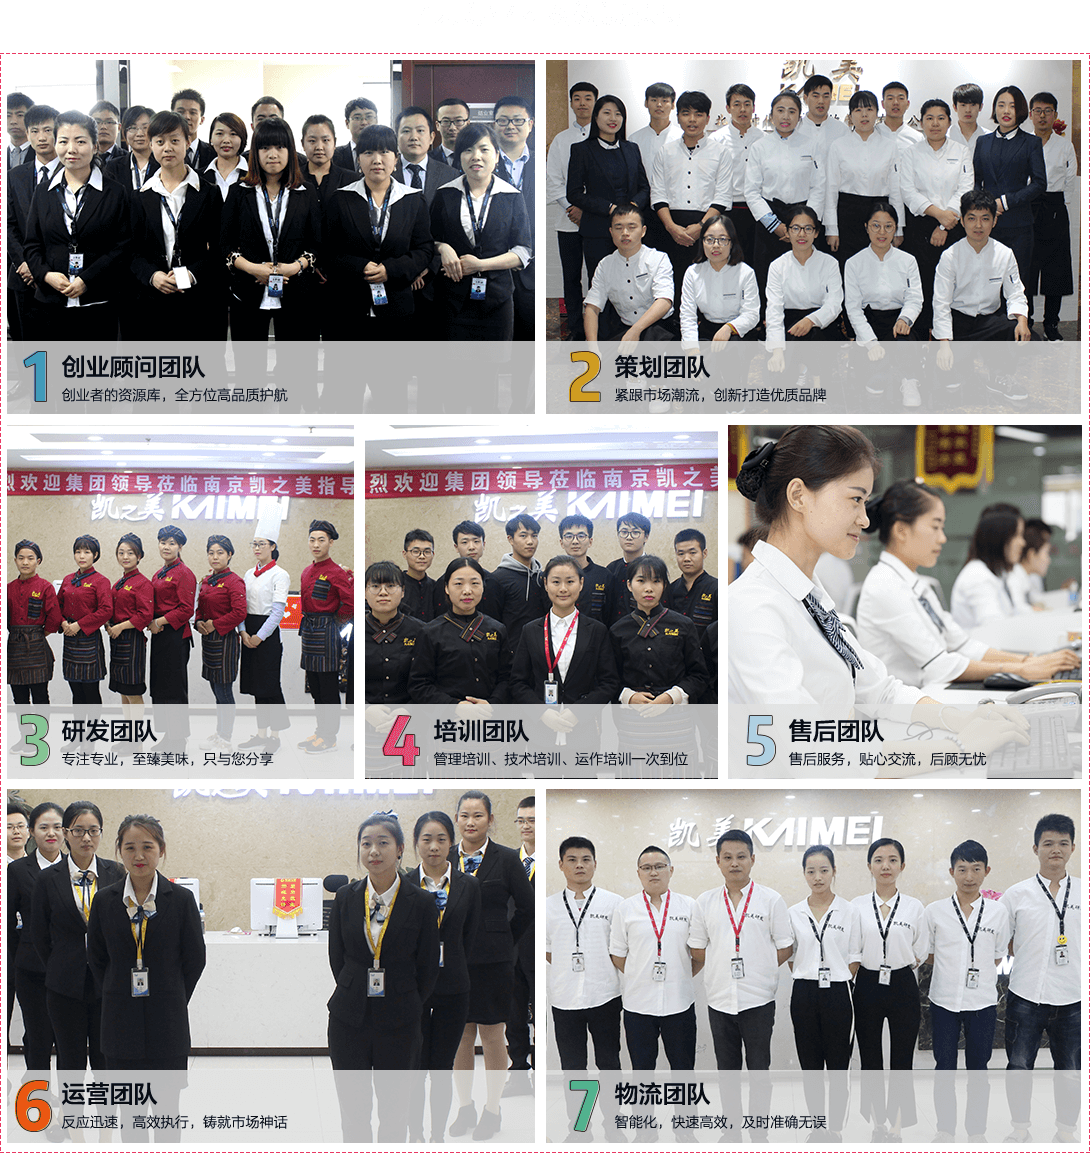 凯美
KAIMEI
1 创业顾问团队
创业者的资源库，全方位高品质护航
2 策划团队
紧跟市场潮流，创新打造优质品牌
烈欢迎集团领导莅临南京凯之美指导
凯之美 KAIMEI
烈欢迎集团领导莅临南京凯之美
凯之美 KAIMEI
3 研发团队
专注专业，至臻美味，只与您分享
4 培训团队
管理培训、技术培训、运作培训一次到位
5 售后团队
售后服务，贴心交流，后顾无忧
凯之美 KAIMEI
凯美 KAIMEI
6 运营团队
反应迅速，高效执行，铸就市场神话
7 物流团队
智能化，快速高效，及时准确无误